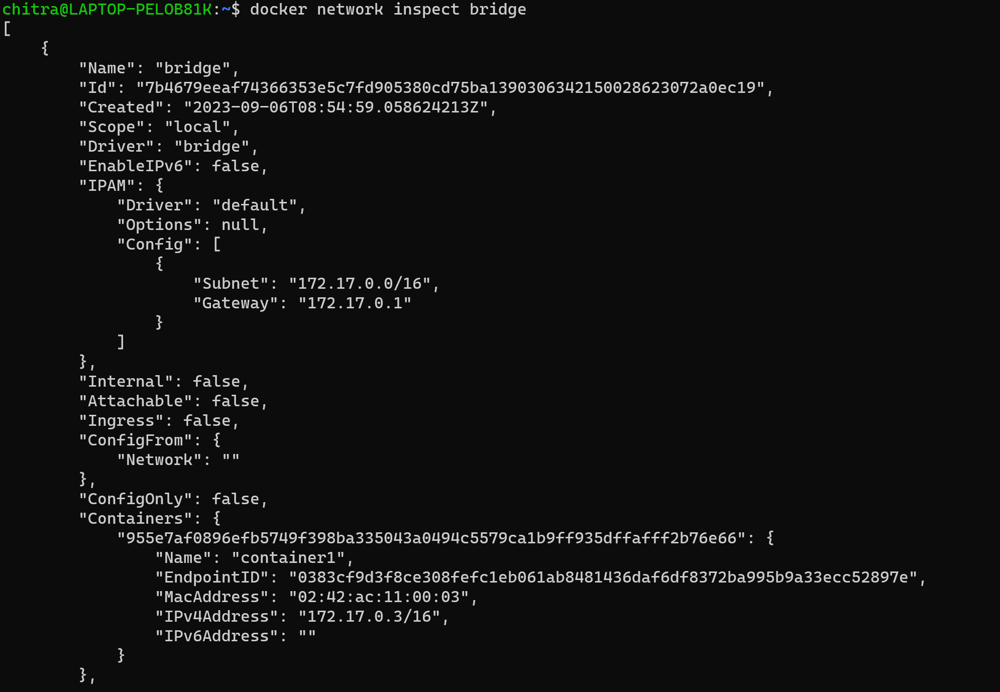 chitra@LAPTOP-PELOB81K:~$ docker network inspect bridge
[
    {
        "Name": "bridge",
        "Id": "7b4679eeaf74366353e5c7fd905380cd75ba1390306342150028623072a0ec19",
        "Created": "2023-09-06T08:54:59.058624213Z",
        "Scope": "local",
        "Driver": "bridge",
        "EnableIPv6": false,
        "IPAM": {
            "Driver": "default",
            "Options": null,
            "Config": [
                {
                    "Subnet": "172.17.0.0/16",
                    "Gateway": "172.17.0.1"
                }
            ]
        },
        "Internal": false,
        "Attachable": false,
        "Ingress": false,
        "ConfigFrom": {
            "Network": ""
        },
        "ConfigOnly": false,
        "Containers": {
            "955e7af0896efb5749f398ba335043a0494c5579ca1b9ff935dffafff2b76e66": {
                "Name": "container1",
                "EndpointID": "0383cf9d3f8ce308fefc1eb061ab8481436daf6df8372ba995b9a33ecc52897e",
                "MacAddress": "02:42:ac:11:00:03",
                "IPv4Address": "172.17.0.3/16",
                "IPv6Address": ""
            }
        },